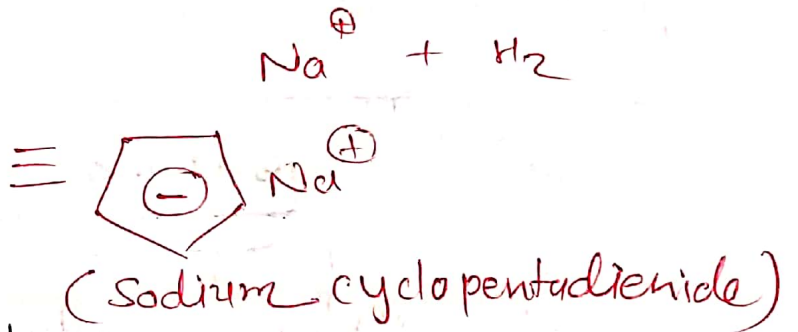 Na⊕ + H2
≡ ⊖ Na⊕
(sodium cyclopentadienide)